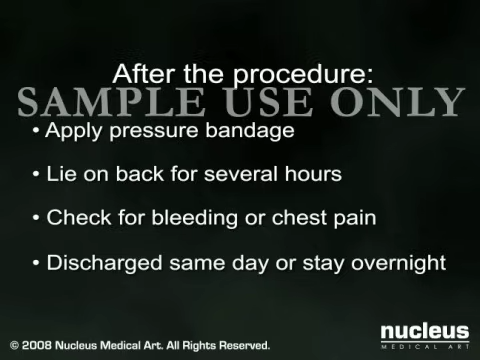 After the procedure:
SAMPLE USE ONLY
• Apply pressure bandage
• Lie on back for several hours
• Check for bleeding or chest pain
• Discharged same day or stay overnight
nucleus
MEDICAL ART
© 2008 Nucleus Medical Art. All Rights Reserved.